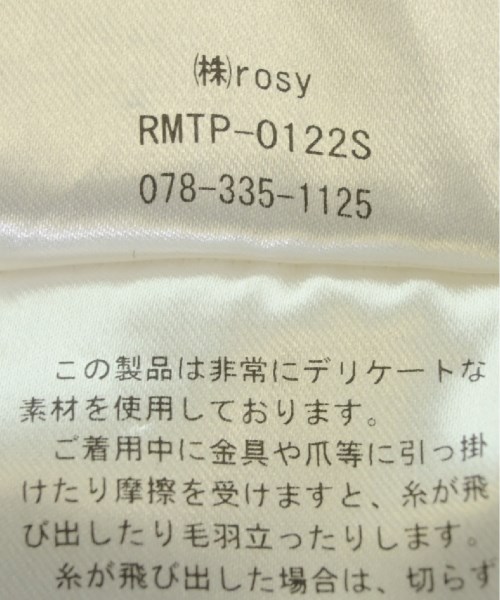 ㈱rosy
RMTP-0122S
078-335-1125
この製品は非常にデリケートな
素材を使用しております。
ご着用中に金具や爪等に引っ掛
けたり摩擦を受けますと、糸が飛
び出したり毛羽立ったりします。
糸が飛び出した場合は、切らず